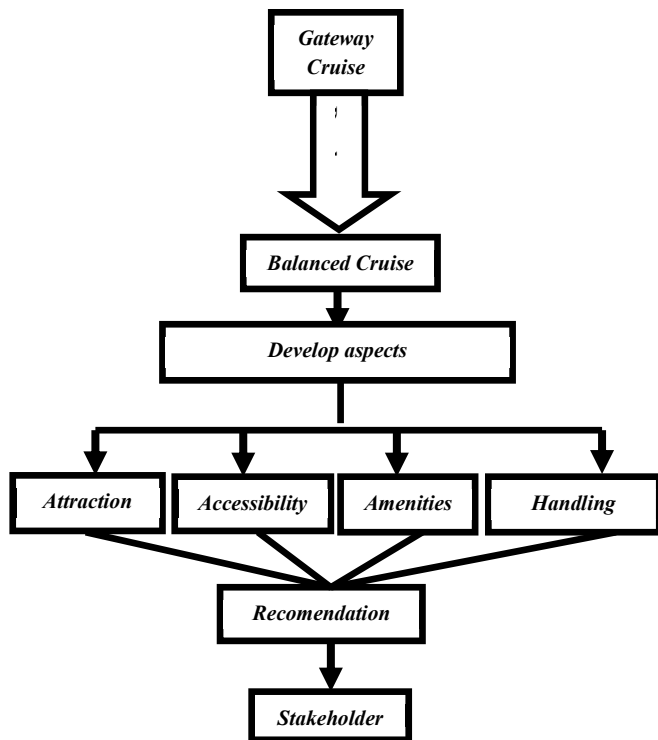 Gateway
Cruise
Balanced Cruise
Develop aspects
Attraction
Accessibility
Amenities
Handling
Recomendation
Stakeholder